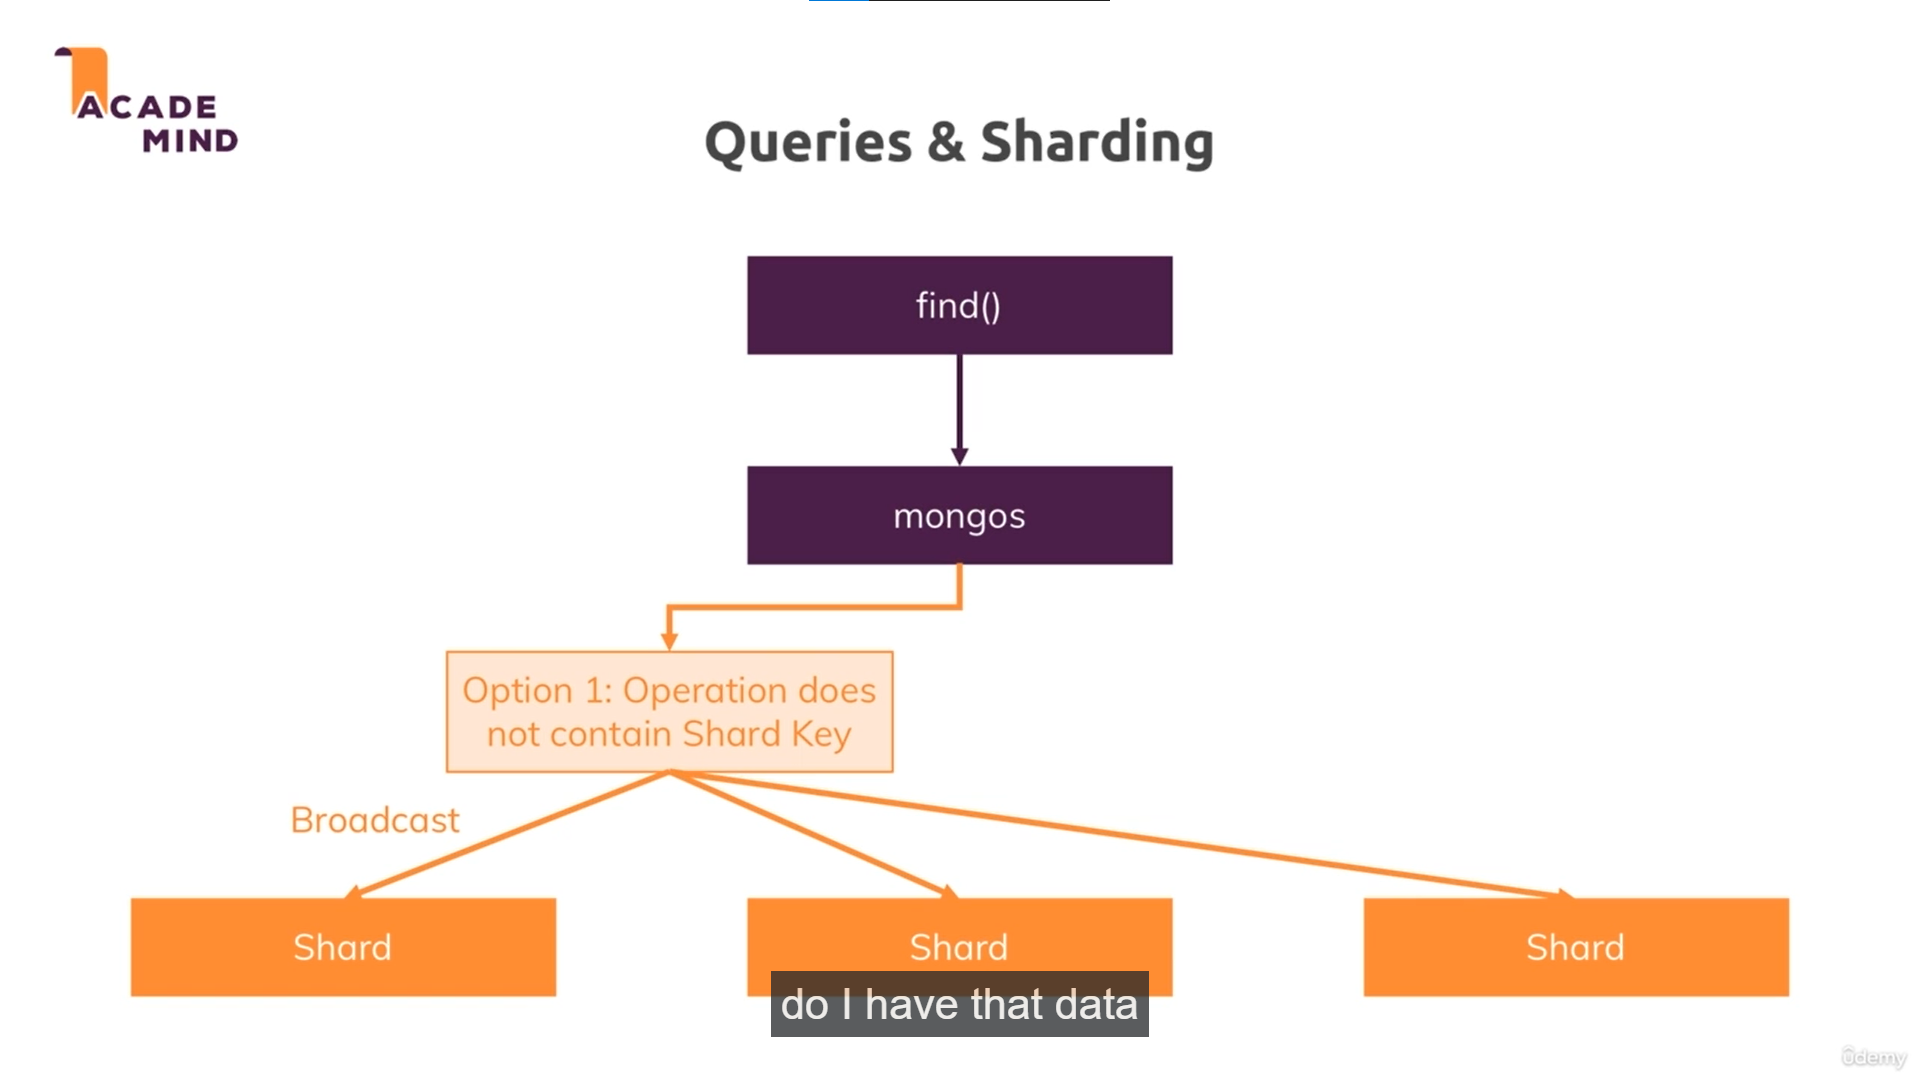 ACADE
MIND
Queries & Sharding
find()
mongos
Option 1: Operation does
not contain Shard Key
Broadcast
Shard
Shard
Shard
do I have that data
ûdemy